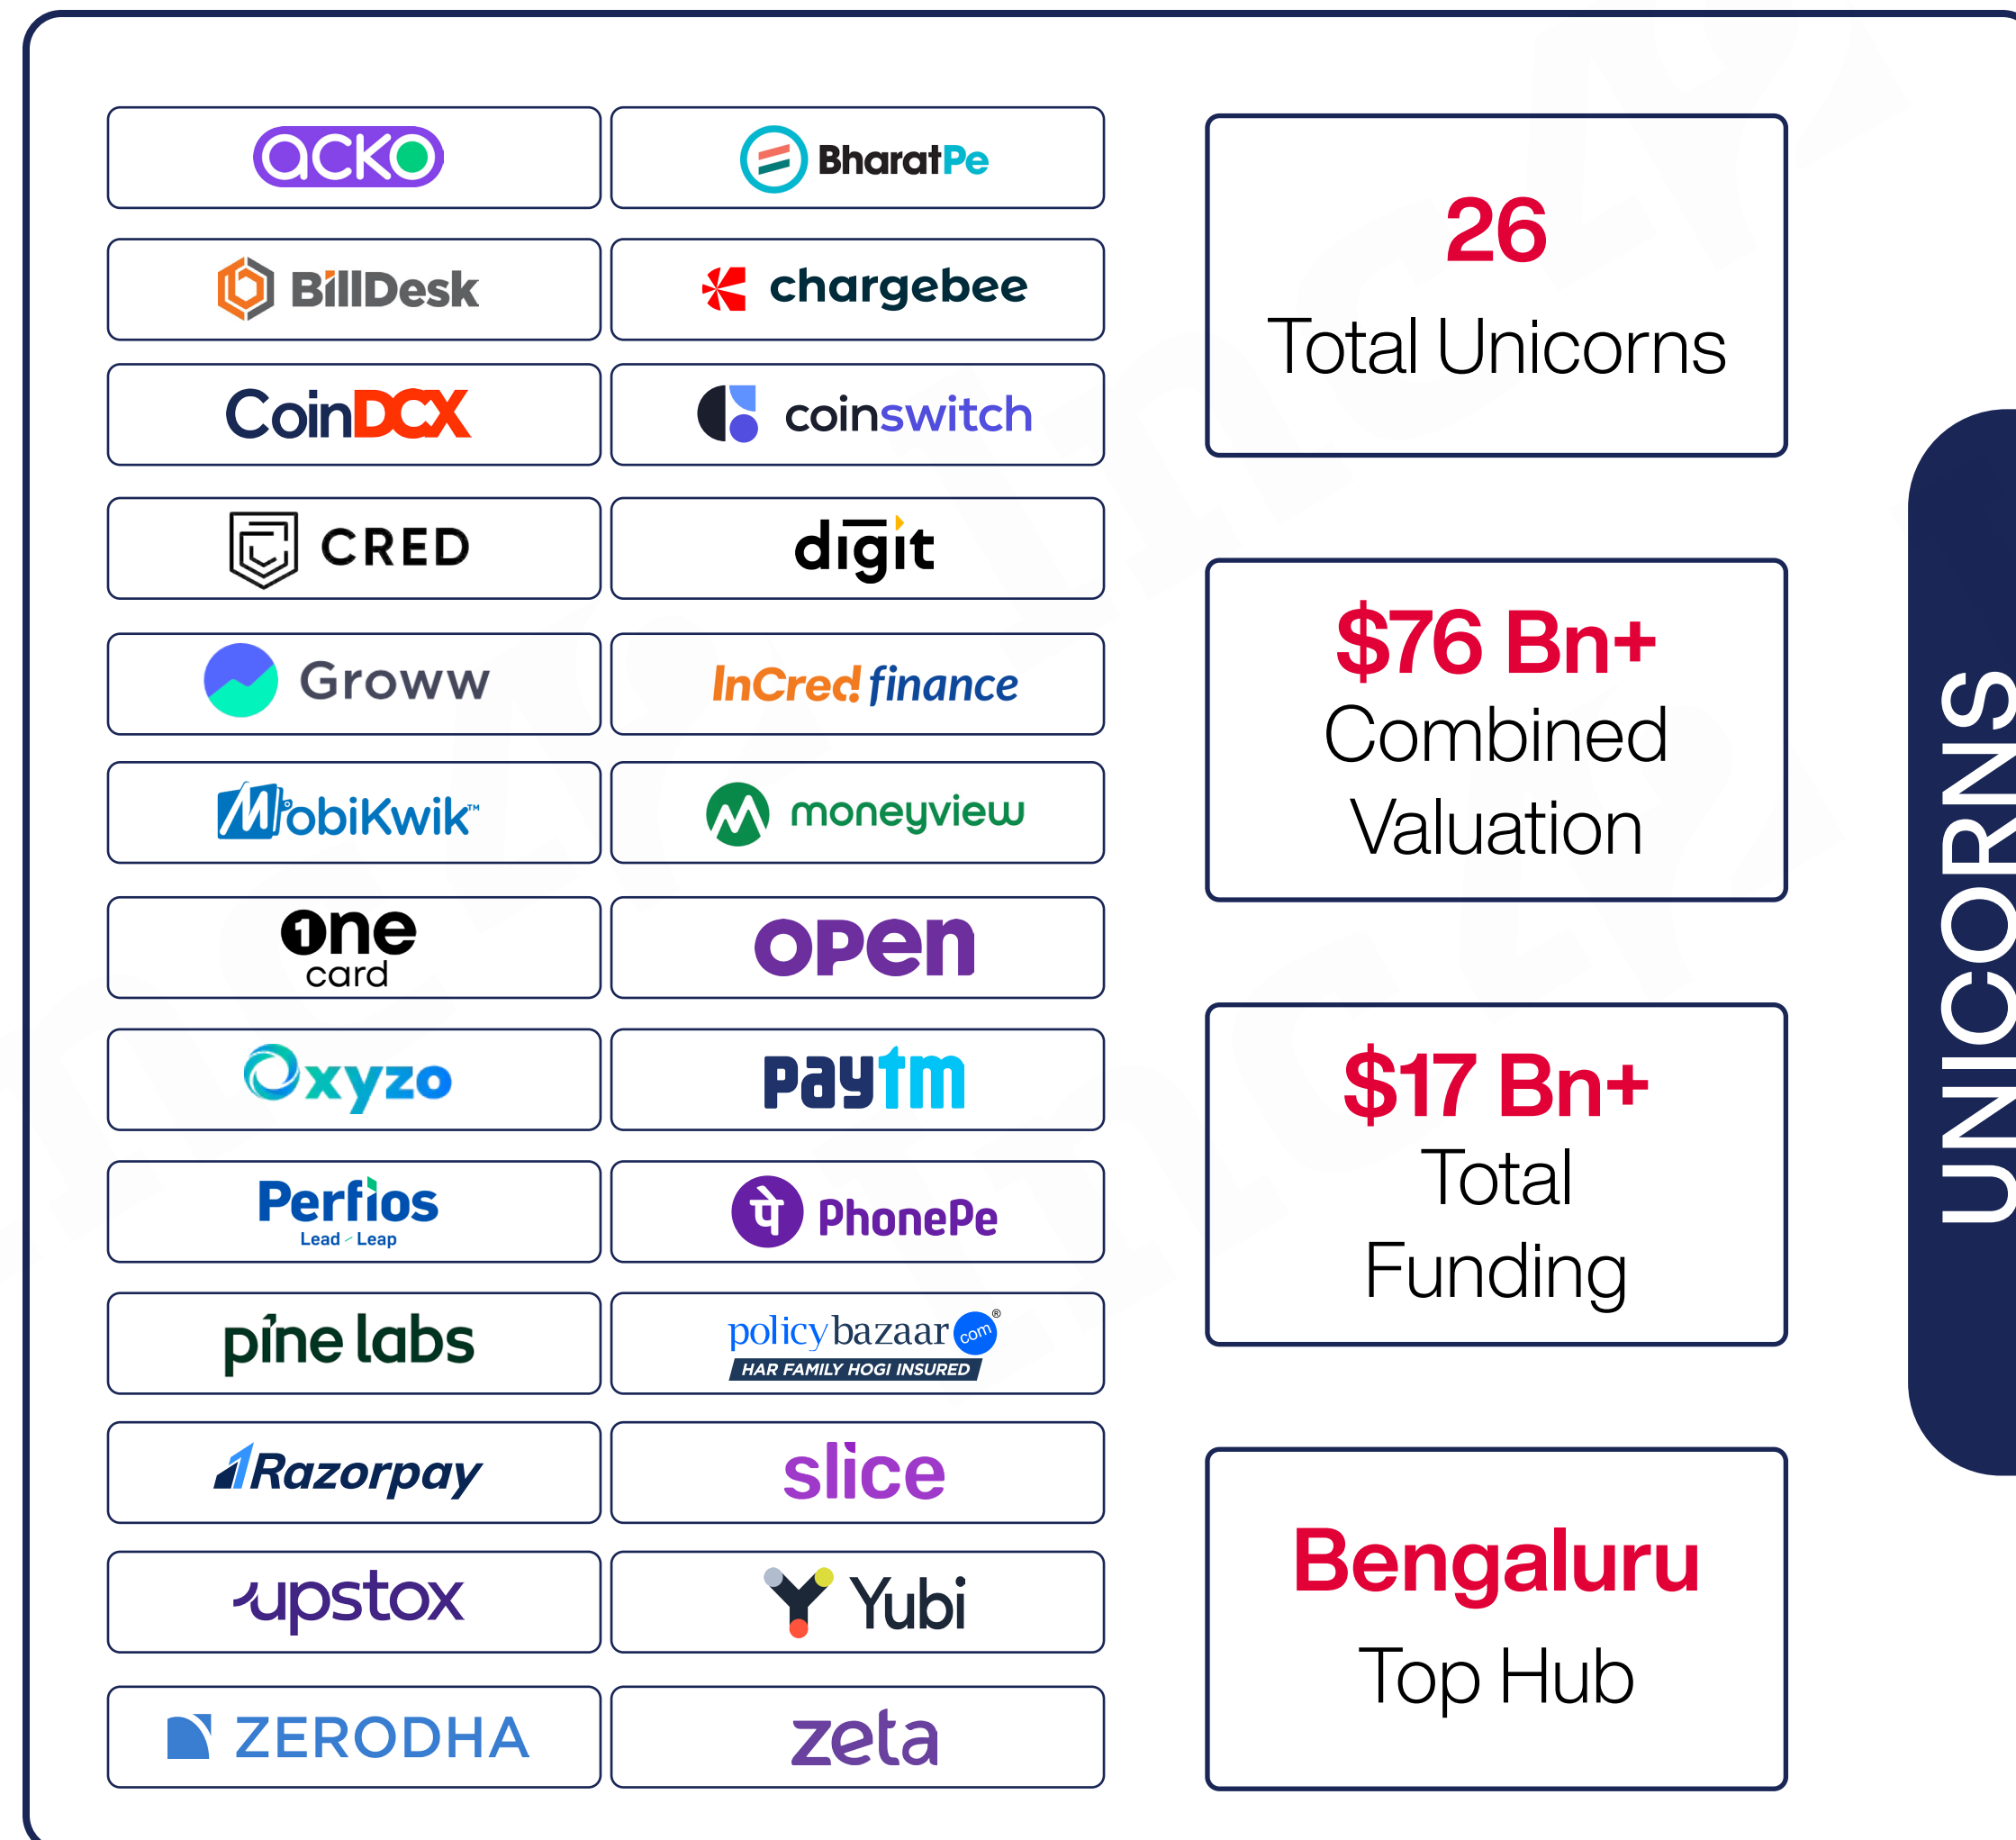 acko
BharatPe
BillDesk
chargebee
CoinDCX
coinswitch
CRED
digit
Groww
InCred finance
MobiKwik™
moneyview
1ne
card
open
Oxyzo
paytm
Perfios
Lead Leap
पे PhonePe
pine labs
policybazaar com ®
HAR FAMILY HOGI INSURED
Razorpay
slice
upstox
Yubi
ZERODHA
zeta
26
Total Unicorns
$76 Bn+
Combined
Valuation
$17 Bn+
Total
Funding
Bengaluru
Top Hub
UNICORNS